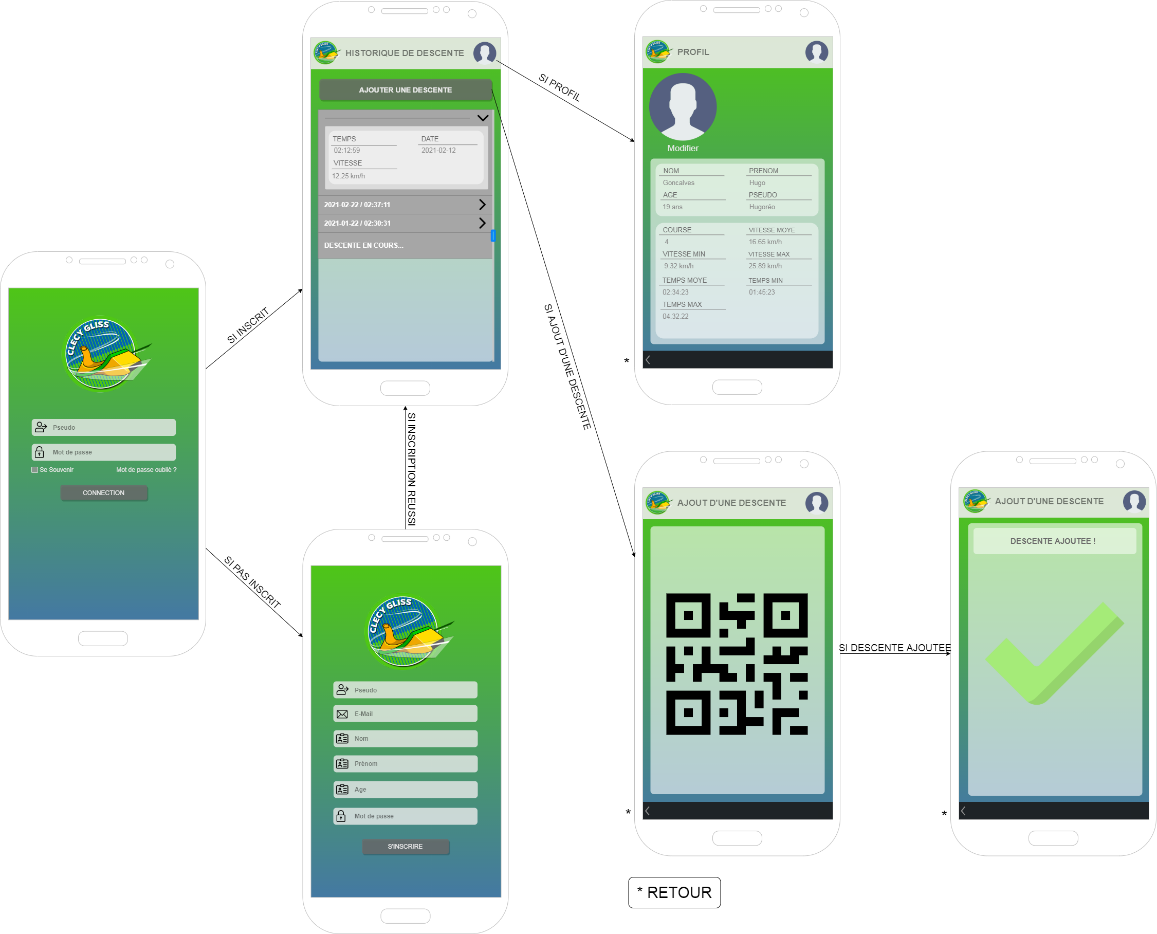 HISTORIQUE DE DESCENTE
AJOUTER UNE DESCENTE
TEMPS
DATE
02:12:59
2021-02-12
VITESSE
12.25 km/h
2021-02-22 / 02:37:11
2021-01-22 / 02:30:31
DESCENTE EN COURS...
SI PROFIL
PROFIL
Modifier
NOM
PRENOM
Goncalves
Hugo
AGE
PSEUDO
19 ans
Hugoréo
COURSE
VITESSE MOYE
4
16.65 km/h
VITESSE MIN
VITESSE MAX
9.32 km/h
25.89 km/h
TEMPS MOYE
TEMPS MIN
02:34:23
01:45:23
TEMPS MAX
04:32.22
*
SI INSCRIT
SI AJOUT D'UNE DESCENTE
CLECY GLISS
Pseudo
Mot de passe
Se Souvenir
Mot de passe oublié ?
CONNECTION
SI PAS INSCRIT
SI INSCRIPTION REUSSI
CLECY GLISS
Pseudo
E-Mail
Nom
Prénom
Age
Mot de passe
S'INSCRIRE
AJOUT D'UNE DESCENTE
*
SI DESCENTE AJOUTEE
AJOUT D'UNE DESCENTE
DESCENTE AJOUTEE !
*
* RETOUR